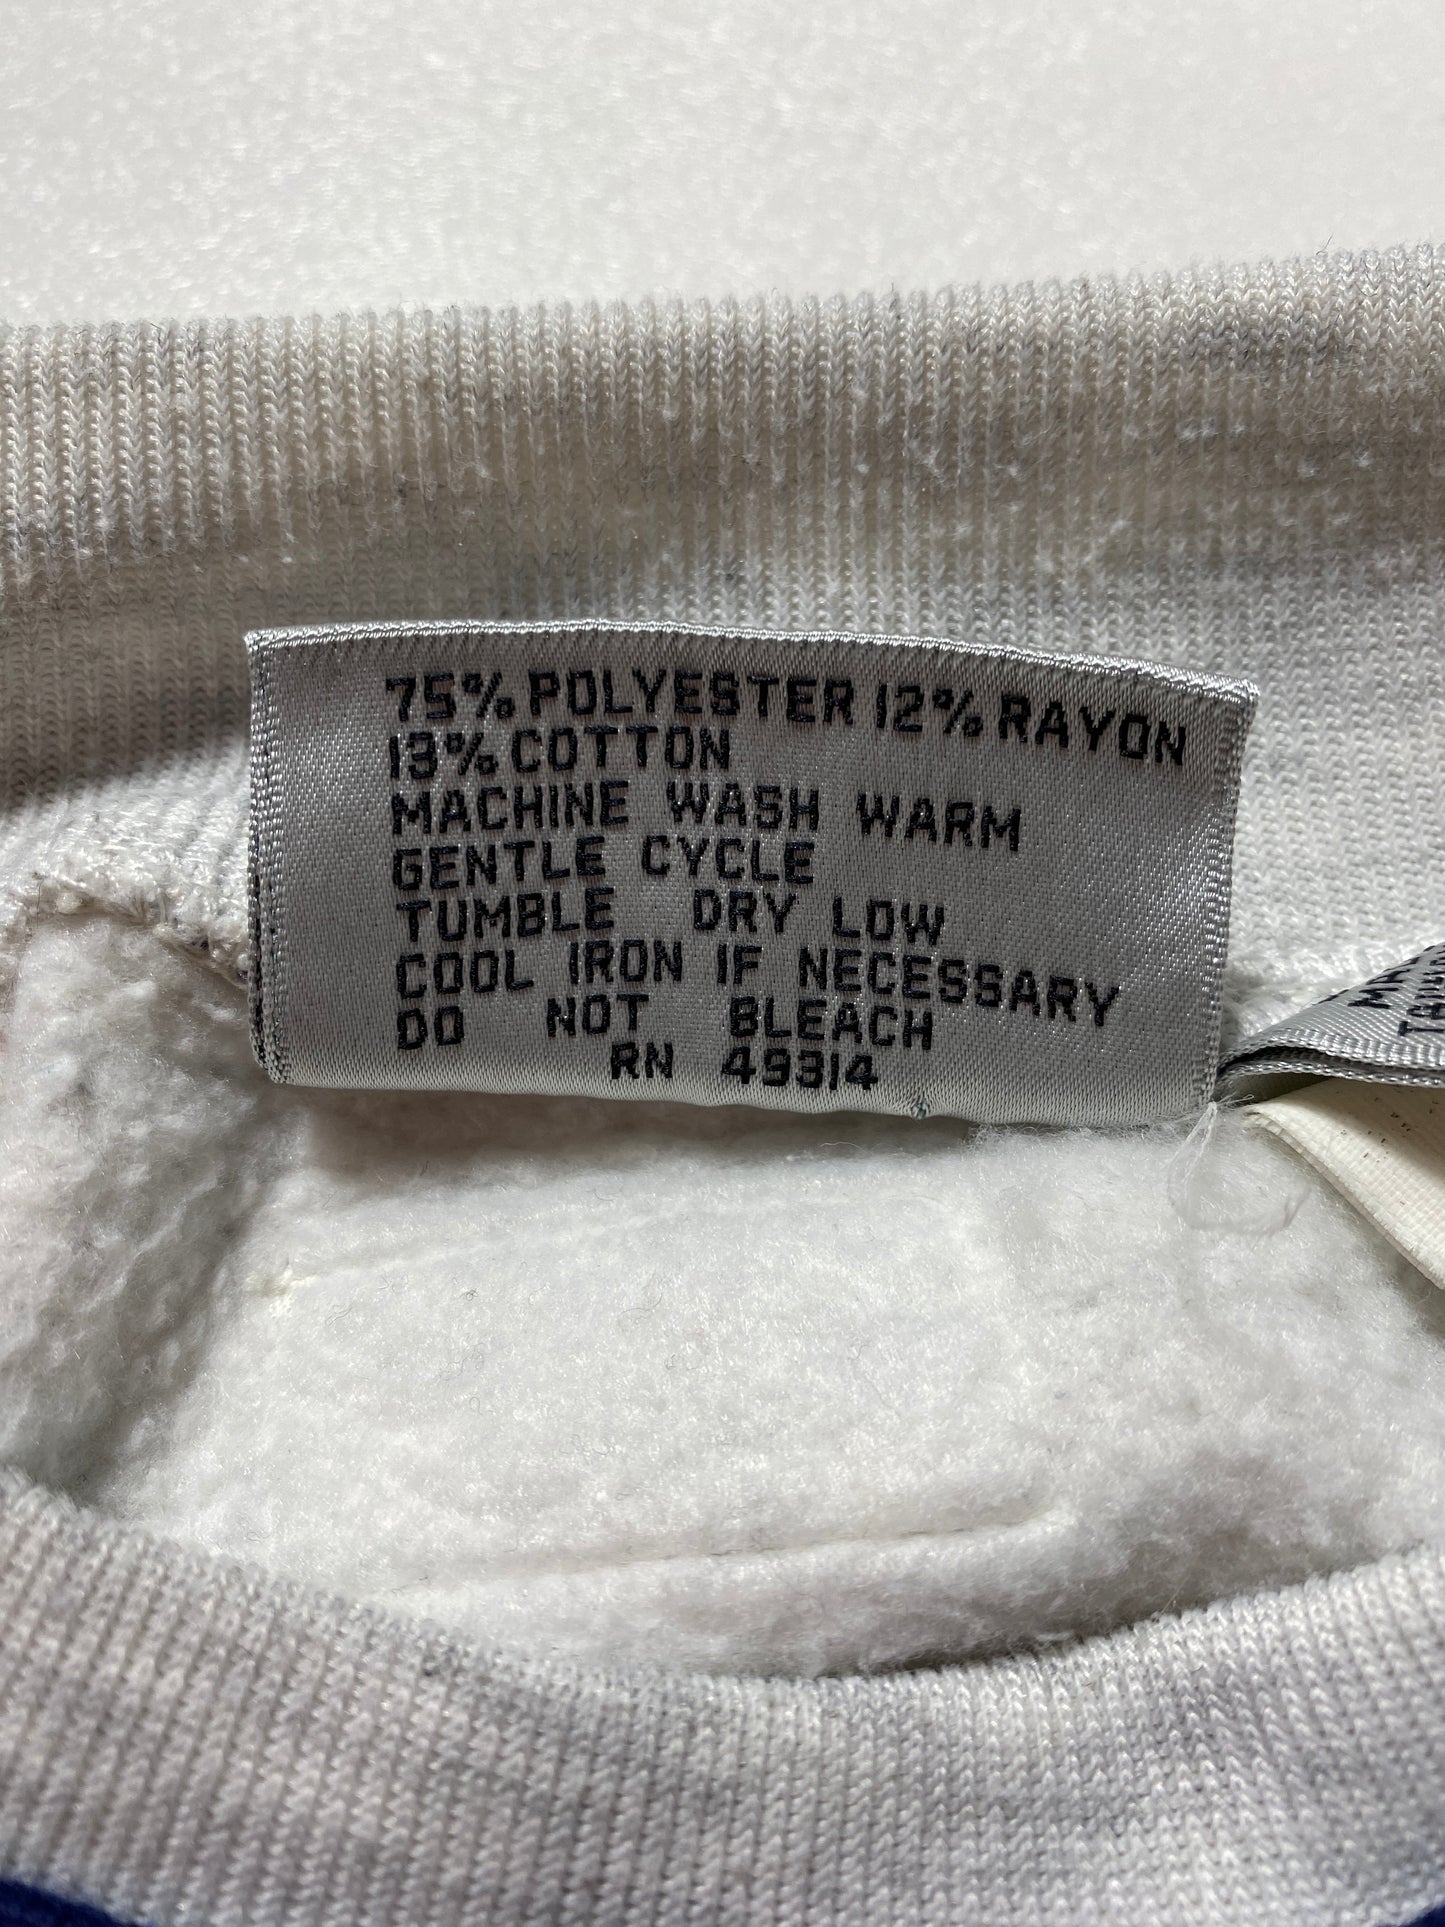 75% POLYESTER 12% RAYON
13% COTTON
MACHINE WASH WARM
GENTLE CYCLE
TUMBLE DRY LOW
COOL IRON IF NECESSARY
DO NOT BLEACH
RN 49314